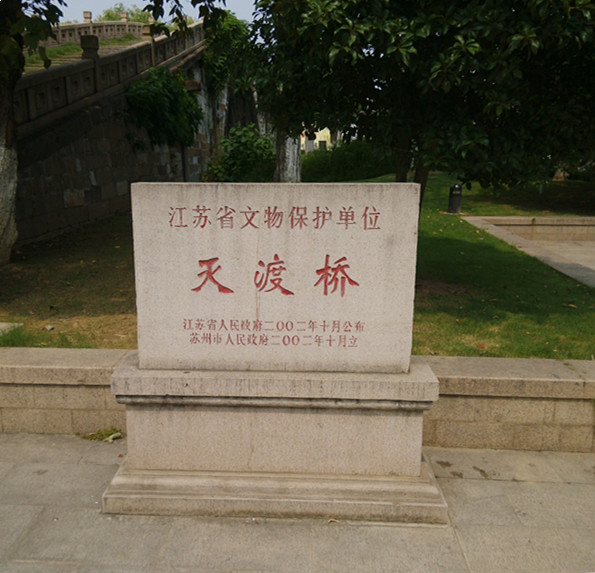 江苏省文物保护单位
灭渡桥
江苏省人民政府二〇〇二年十月公布
苏州市人民政府二〇〇二年十月立